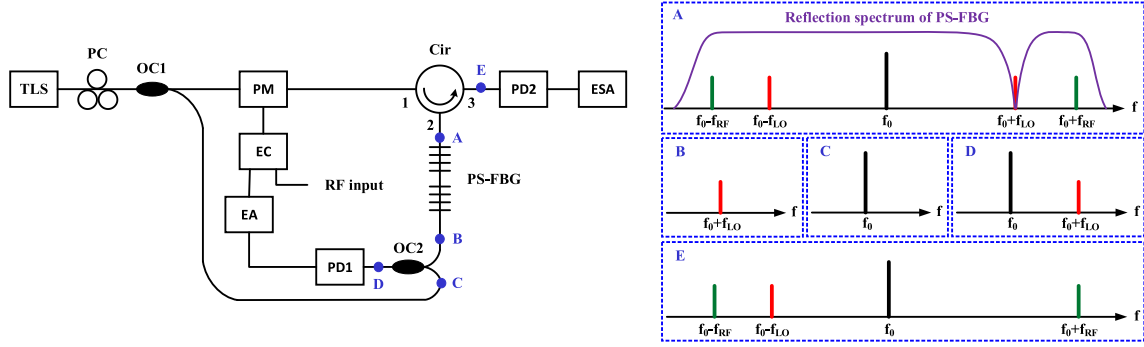 TLS
PC
OC1
PM
EC
RF input
EA
PD1
D
OC2
C
B
PS-FBG
A
Cir
1
2
3
E
PD2
ESA
A
Reflection spectrum of PS-FBG
f0-fRF
f0-fLO
f0
f0+fLO
f0+fRF
f
B
f0+fLO
f
C
f0
f
D
f0
f0+fLO
f
E
f0-fRF
f0-fLO
f0
f0+fRF
f